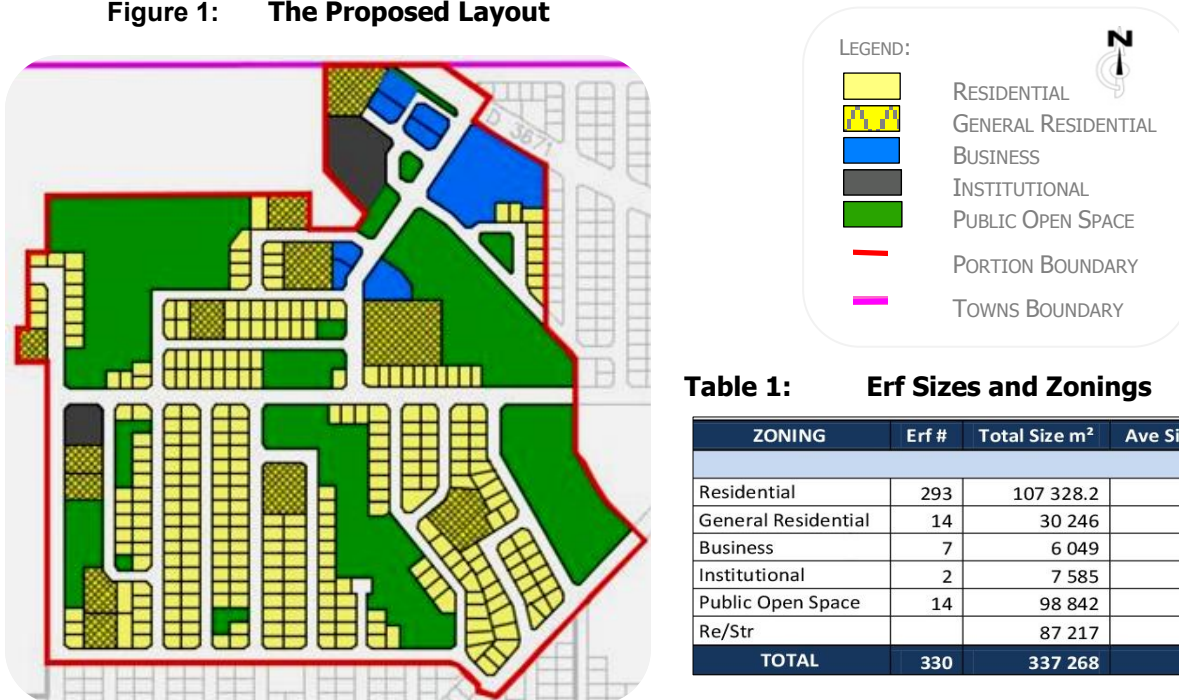 Figure 1: The Proposed Layout
D 3871
LEGEND:
N
RESIDENTIAL
GENERAL RESIDENTIAL
BUSINESS
INSTITUTIONAL
PUBLIC OPEN SPACE
PORTION BOUNDARY
TOWNS BOUNDARY
Table 1: Erf Sizes and Zonings
ZONING Erf # Total Size m² Ave Si
Residential 293 107 328.2
General Residential 14 30 246
Business 7 6 049
Institutional 2 7 585
Public Open Space 14 98 842
Re/Str 87 217
TOTAL 330 337 268